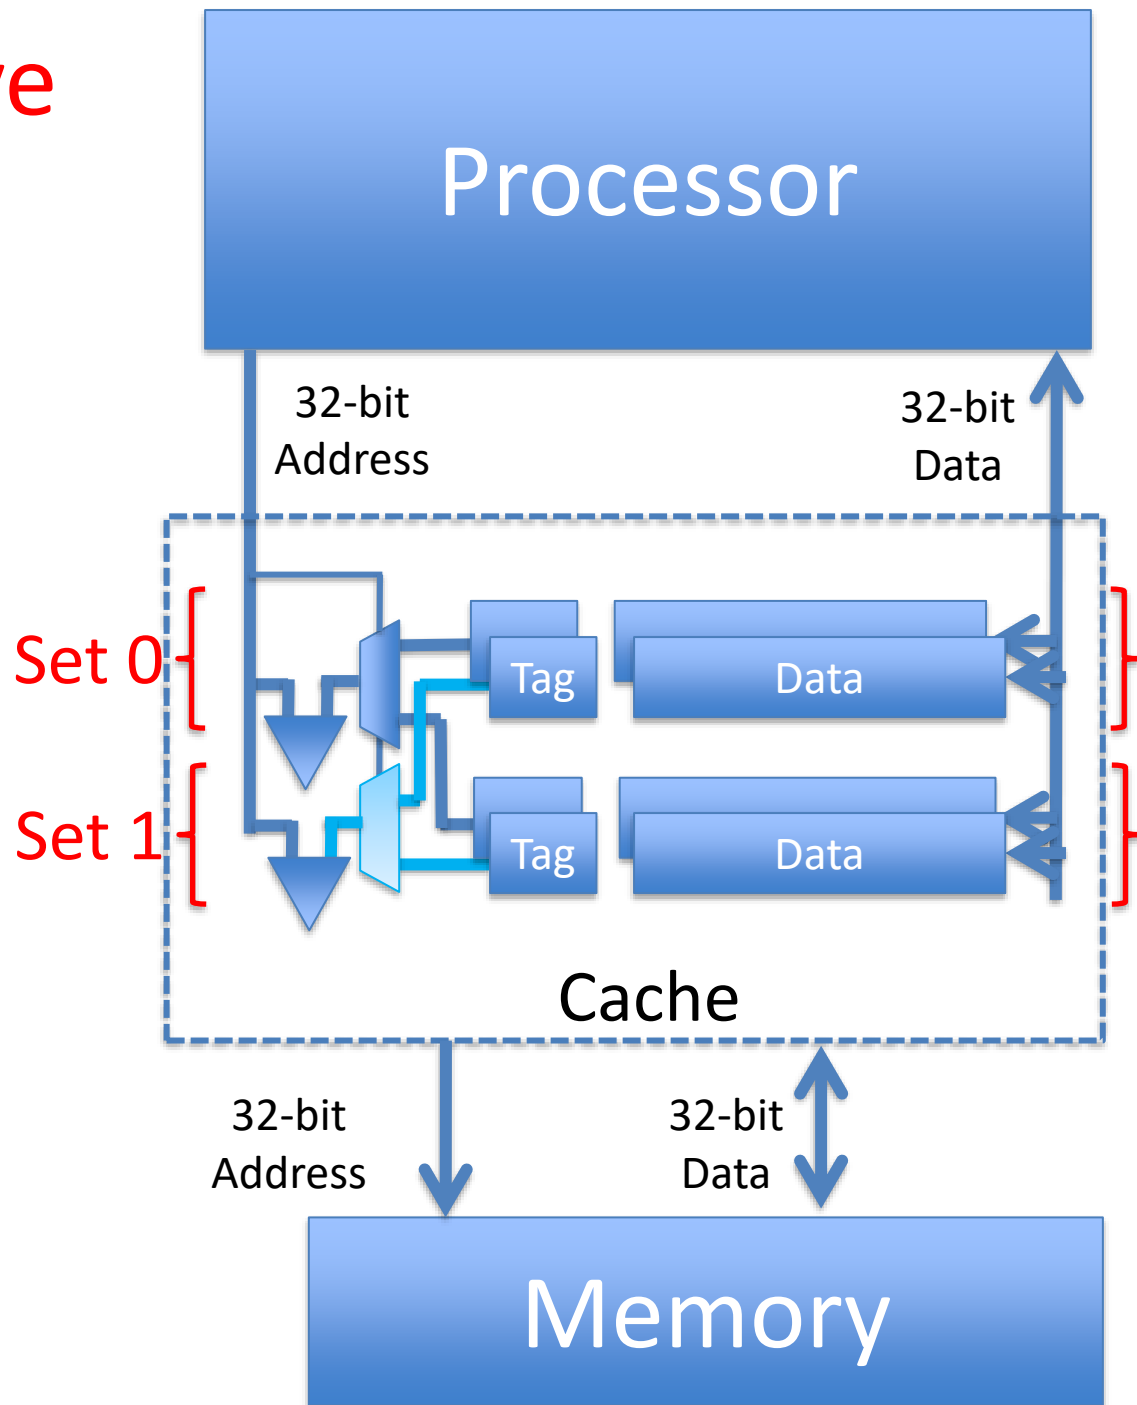 ve
Processor
32-bit
Address
32-bit
Data
Set 0
Tag
Data
Set 1
Tag
Data
Cache
32-bit
Address
32-bit
Data
Memory